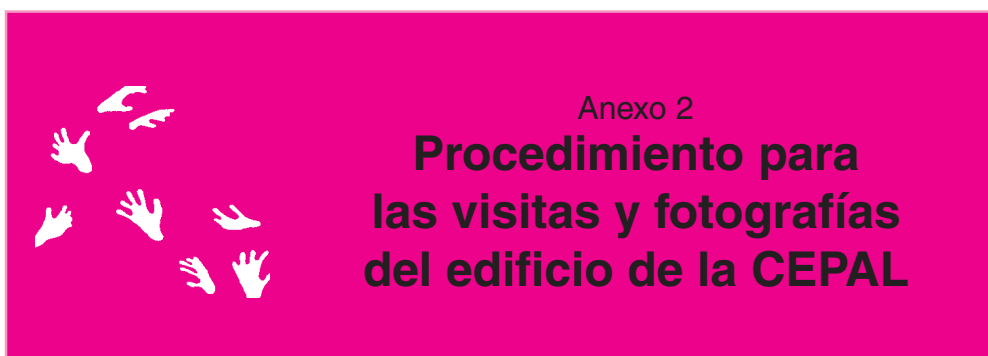 Anexo 2
Procedimiento para
las visitas y fotografías
del edificio de la CEPAL